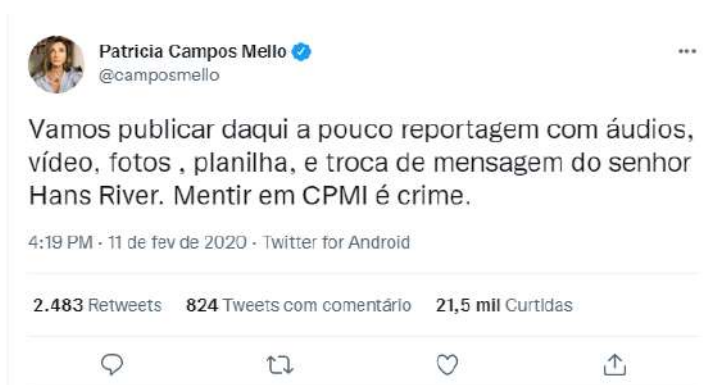 Patricia Campos Mello
@camposmello
Vamos publicar daqui a pouco reportagem com áudios,
vídeo, fotos , planilha, e troca de mensagem do senhor
Hans River. Mentir em CPMI é crime.
4:19 PM · 11 de fev de 2020 · Twitter for Android
2.483 Retweets 824 Tweets com comentário 21,5 mil Curtidas